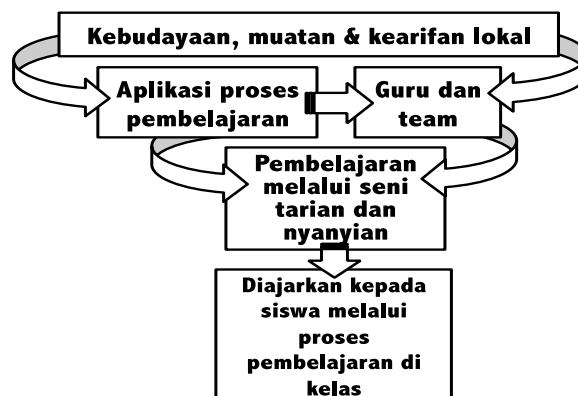 Kebudayaan, muatan & kearifan lokal
Aplikasi proses
pembelajaran
Guru dan
team
Pembelajaran
melalui seni
tarian dan
nyanyian
Diajarkan kepada
siswa melalui
proses
pembelajaran di
kelas